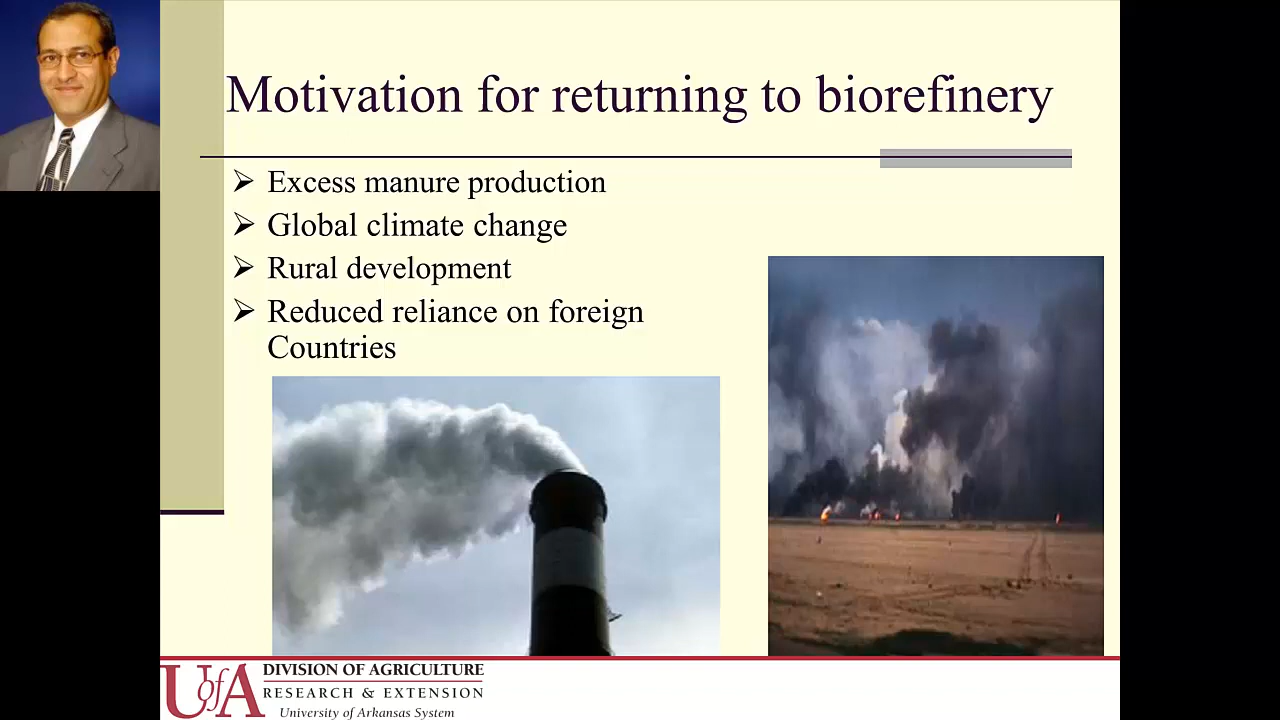 Motivation for returning to biorefinery
Excess manure production
Global climate change
Rural development
Reduced reliance on foreign
Countries
UofA
DIVISION OF AGRICULTURE
RESEARCH & EXTENSION
University of Arkansas System